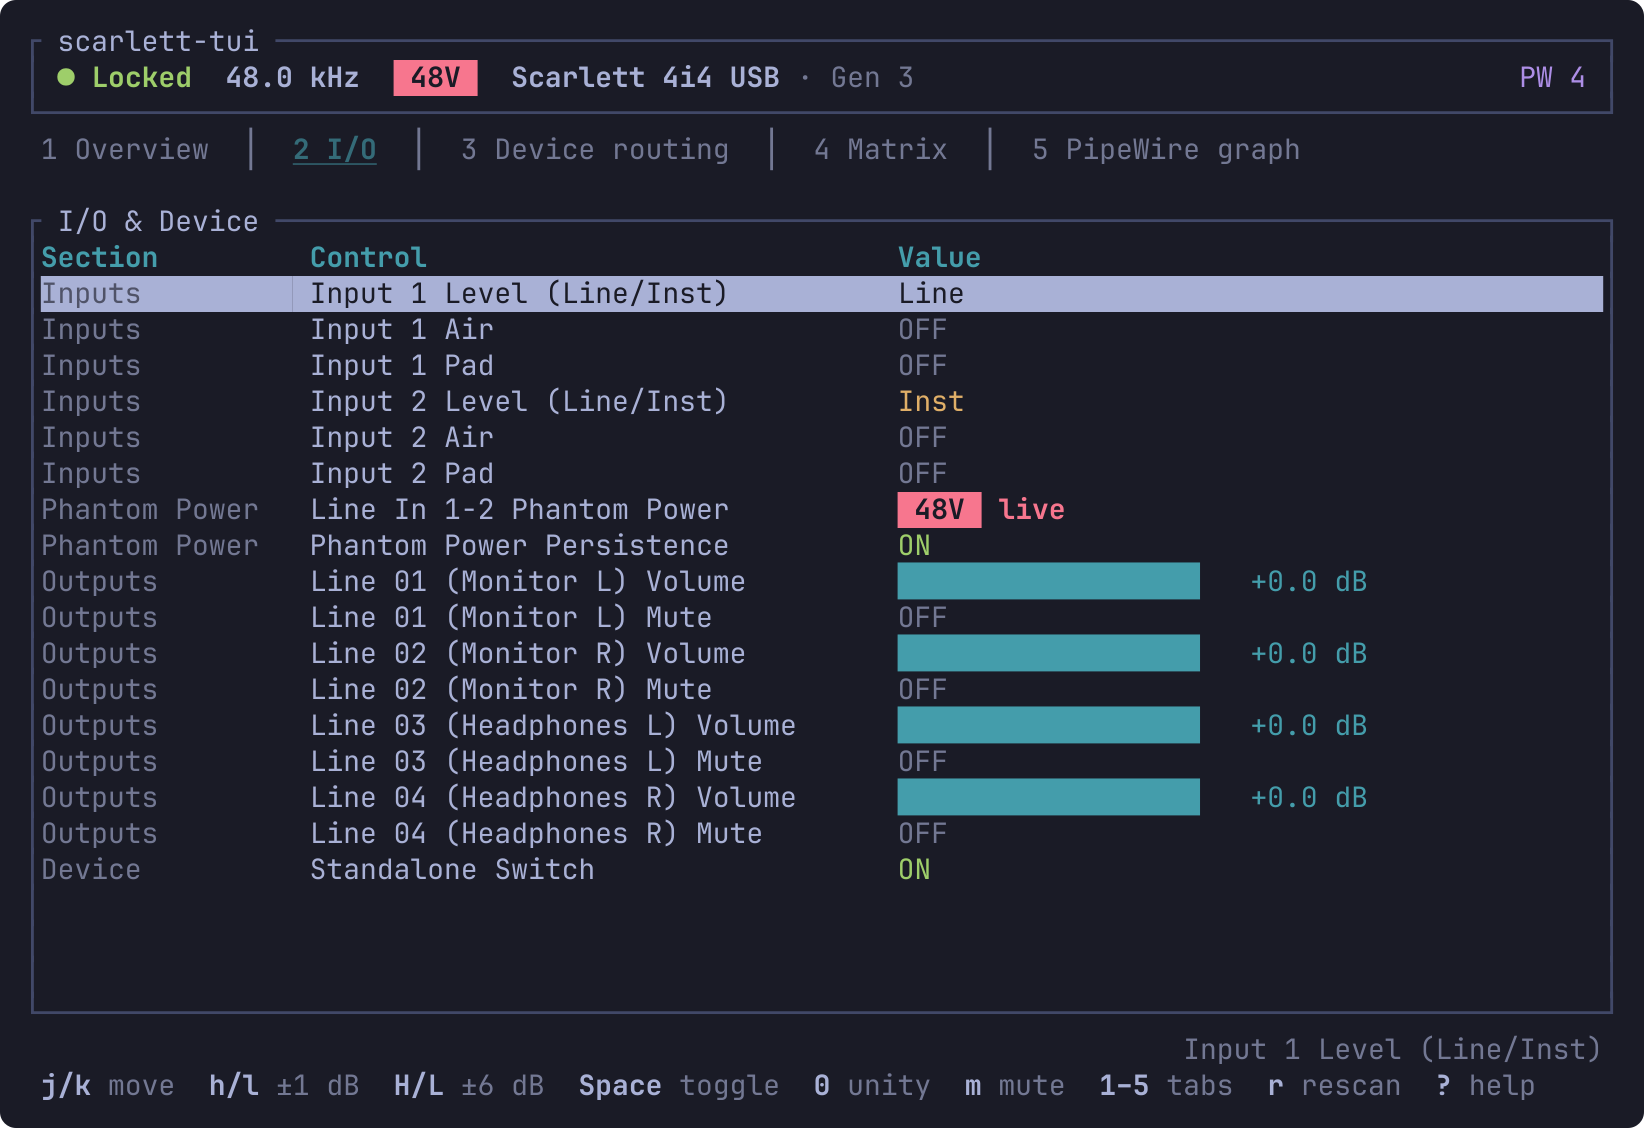 scarlett-tui
● Locked 48.0 kHz 48V Scarlett 4i4 USB · Gen 3 PW 4
1 Overview │ 2 I/O │ 3 Device routing │ 4 Matrix │ 5 PipeWire graph
I/O & Device
Section Control Value
Inputs Input 1 Level (Line/Inst) Line
Inputs Input 1 Air OFF
Inputs Input 1 Pad OFF
Inputs Input 2 Level (Line/Inst) Inst
Inputs Input 2 Air OFF
Inputs Input 2 Pad OFF
Phantom Power Line In 1-2 Phantom Power 48V live
Phantom Power Phantom Power Persistence ON
Outputs Line 01 (Monitor L) Volume +0.0 dB
Outputs Line 01 (Monitor L) Mute OFF
Outputs Line 02 (Monitor R) Volume +0.0 dB
Outputs Line 02 (Monitor R) Mute OFF
Outputs Line 03 (Headphones L) Volume +0.0 dB
Outputs Line 03 (Headphones L) Mute OFF
Outputs Line 04 (Headphones R) Volume +0.0 dB
Outputs Line 04 (Headphones R) Mute OFF
Device Standalone Switch ON
Input 1 Level (Line/Inst)
j/k move h/l ±1 dB H/L ±6 dB Space toggle 0 unity m mute 1–5 tabs r rescan ? help